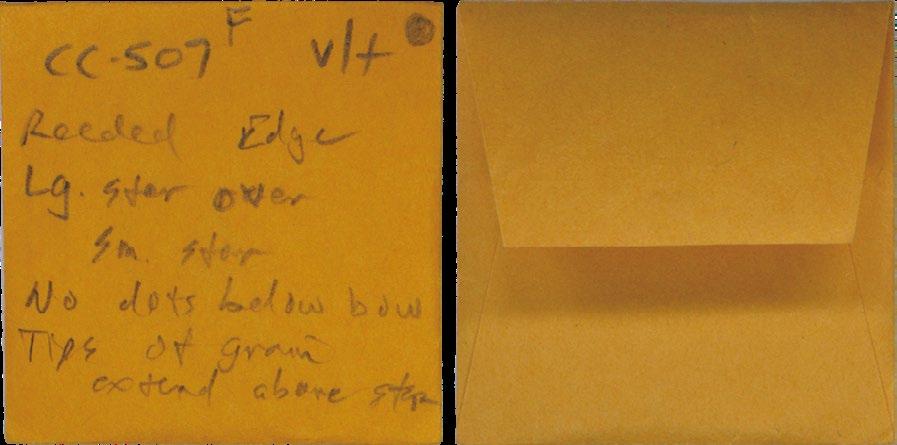 CC-507 F V/t
Reeded Edge
Lg. star over
Sm. star
No dots below bow
Tips of grain
extend above stem